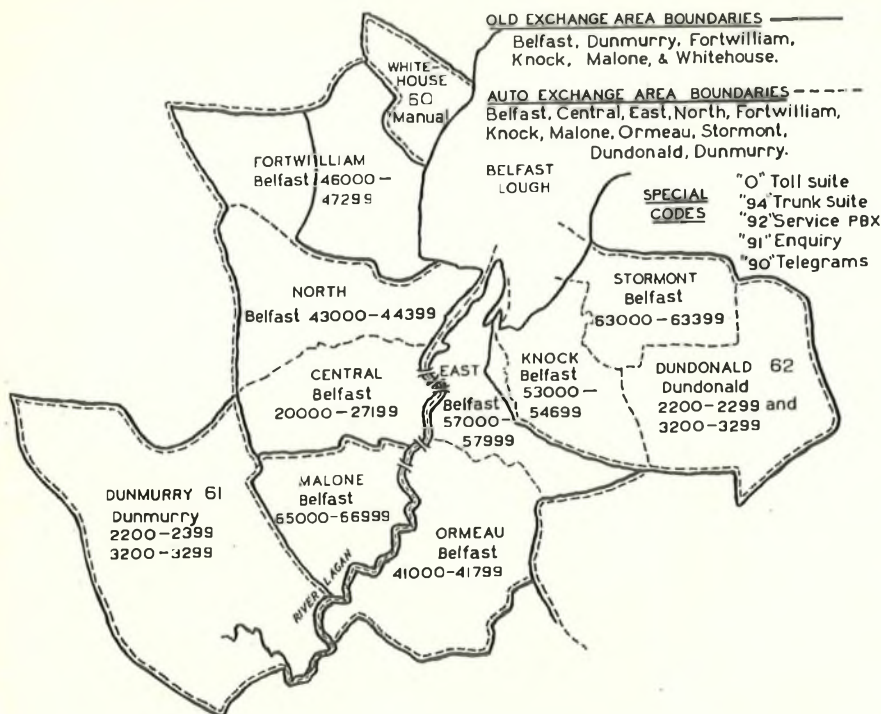 OLD EXCHANGE AREA BOUNDARIES
Belfast, Dunmurry, Fortwilliam,
Knock, Malone, & Whitehouse.
AUTO EXCHANGE AREA BOUNDARIES
Belfast, Central, East, North, Fortwilliam,
Knock, Malone, Ormeau, Stormont,
Dundonald, Dunmurry.
SPECIAL
CODES
"O" Toll Suite
"94" Trunk Suite
"92" Service PBX
"91" Enquiry
"90" Telegrams
WHITE-
HOUSE
60
Manual
FORTWILLIAM
Belfast 46000-
47299
BELFAST
LOUGH
NORTH
Belfast 43000-44399
STORMONT
Belfast
63000-63399
CENTRAL
Belfast
20000-27199
EAST
Belfast
57000-
57999
KNOCK
Belfast
53000-
54699
DUNDONALD 62
Dundonald
2200-2299 and
3200-3299
DUNMURRY 61
Dunmurry
2200-2399
3200-3299
MALONE
Belfast
65000-66999
ORMEAU
Belfast
41000-41799
RIVER LAGAN